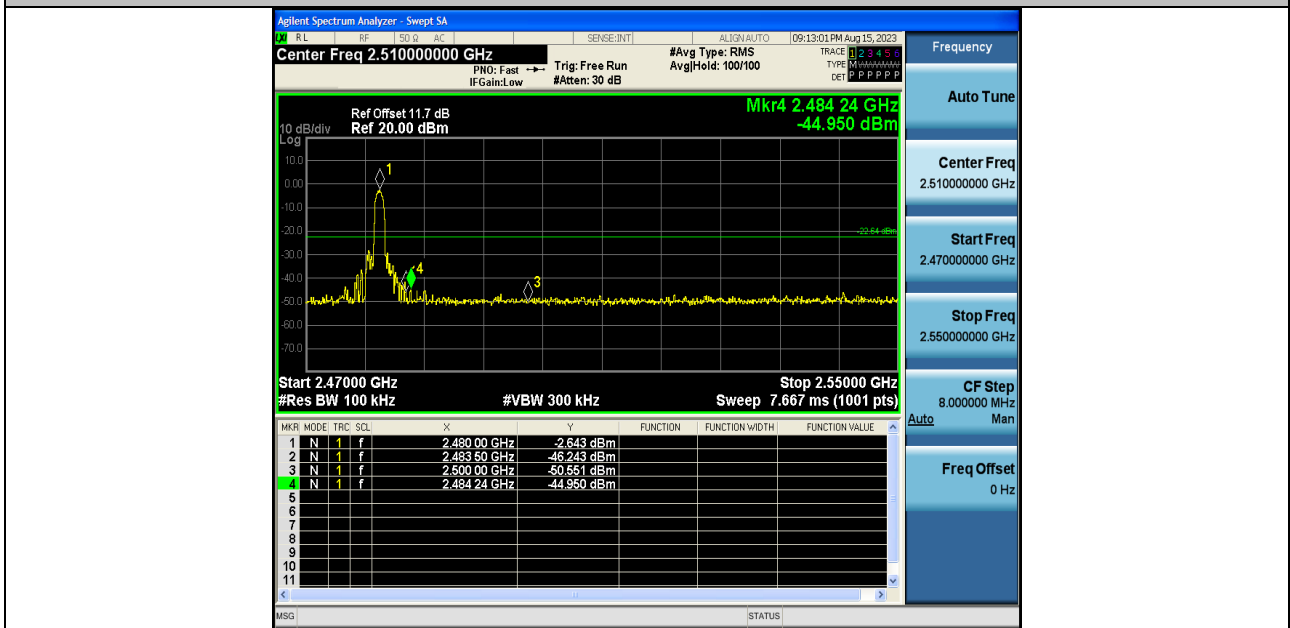 Agilent Spectrum Analyzer - Swept SA
RL RF 50 Ω AC SENSE:INT ALIGN AUTO 09:13:01 PM Aug 15, 2023
Center Freq 2.510000000 GHz
PNO: Fast
IFGain:Low
Trig: Free Run
#Atten: 30 dB
#Avg Type: RMS
Avg|Hold: 100/100
TRACE 1 2 3 4 5 6
TYPE M
DET P P P P P P
Ref Offset 11.7 dB
10 dB/div Ref 20.00 dBm
Log
Mkr4 2.484 24 GHz
-44.950 dBm
10.0
0.00
-10.0
-20.0
-30.0
-40.0
-50.0
-60.0
-70.0
1
4
3
-22.64 dBm
Start 2.47000 GHz Stop 2.55000 GHz
#Res BW 100 kHz #VBW 300 kHz Sweep 7.667 ms (1001 pts)
MKR MODE TRC SCL X Y FUNCTION FUNCTION WIDTH FUNCTION VALUE
1 N 1 f 2.480 00 GHz -2.643 dBm
2 N 1 f 2.483 50 GHz -46.243 dBm
3 N 1 f 2.500 00 GHz -50.551 dBm
4 N 1 f 2.484 24 GHz -44.950 dBm
5
6
7
8
9
10
11
MSG STATUS
Frequency
Auto Tune
Center Freq
2.510000000 GHz
Start Freq
2.470000000 GHz
Stop Freq
2.550000000 GHz
CF Step
8.000000 MHz
Auto Man
Freq Offset
0 Hz